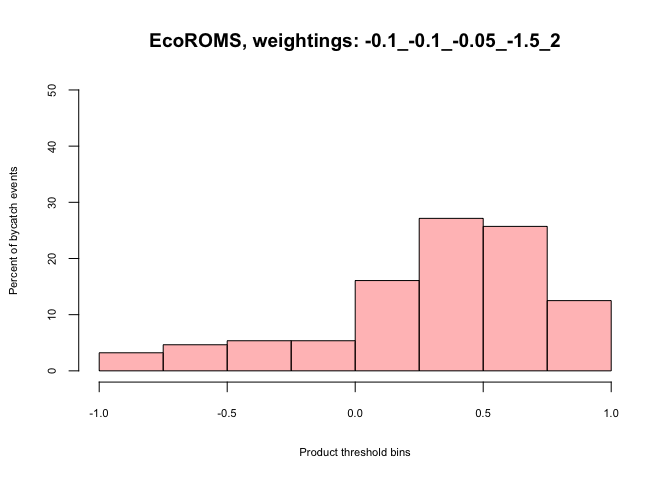 EcoROMS, weightings: -0.1_-0.1_-0.05_-1.5_2
50
40
30
20
10
0
Percent of bycatch events
-1.0 -0.5 0.0 0.5 1.0
Product threshold bins